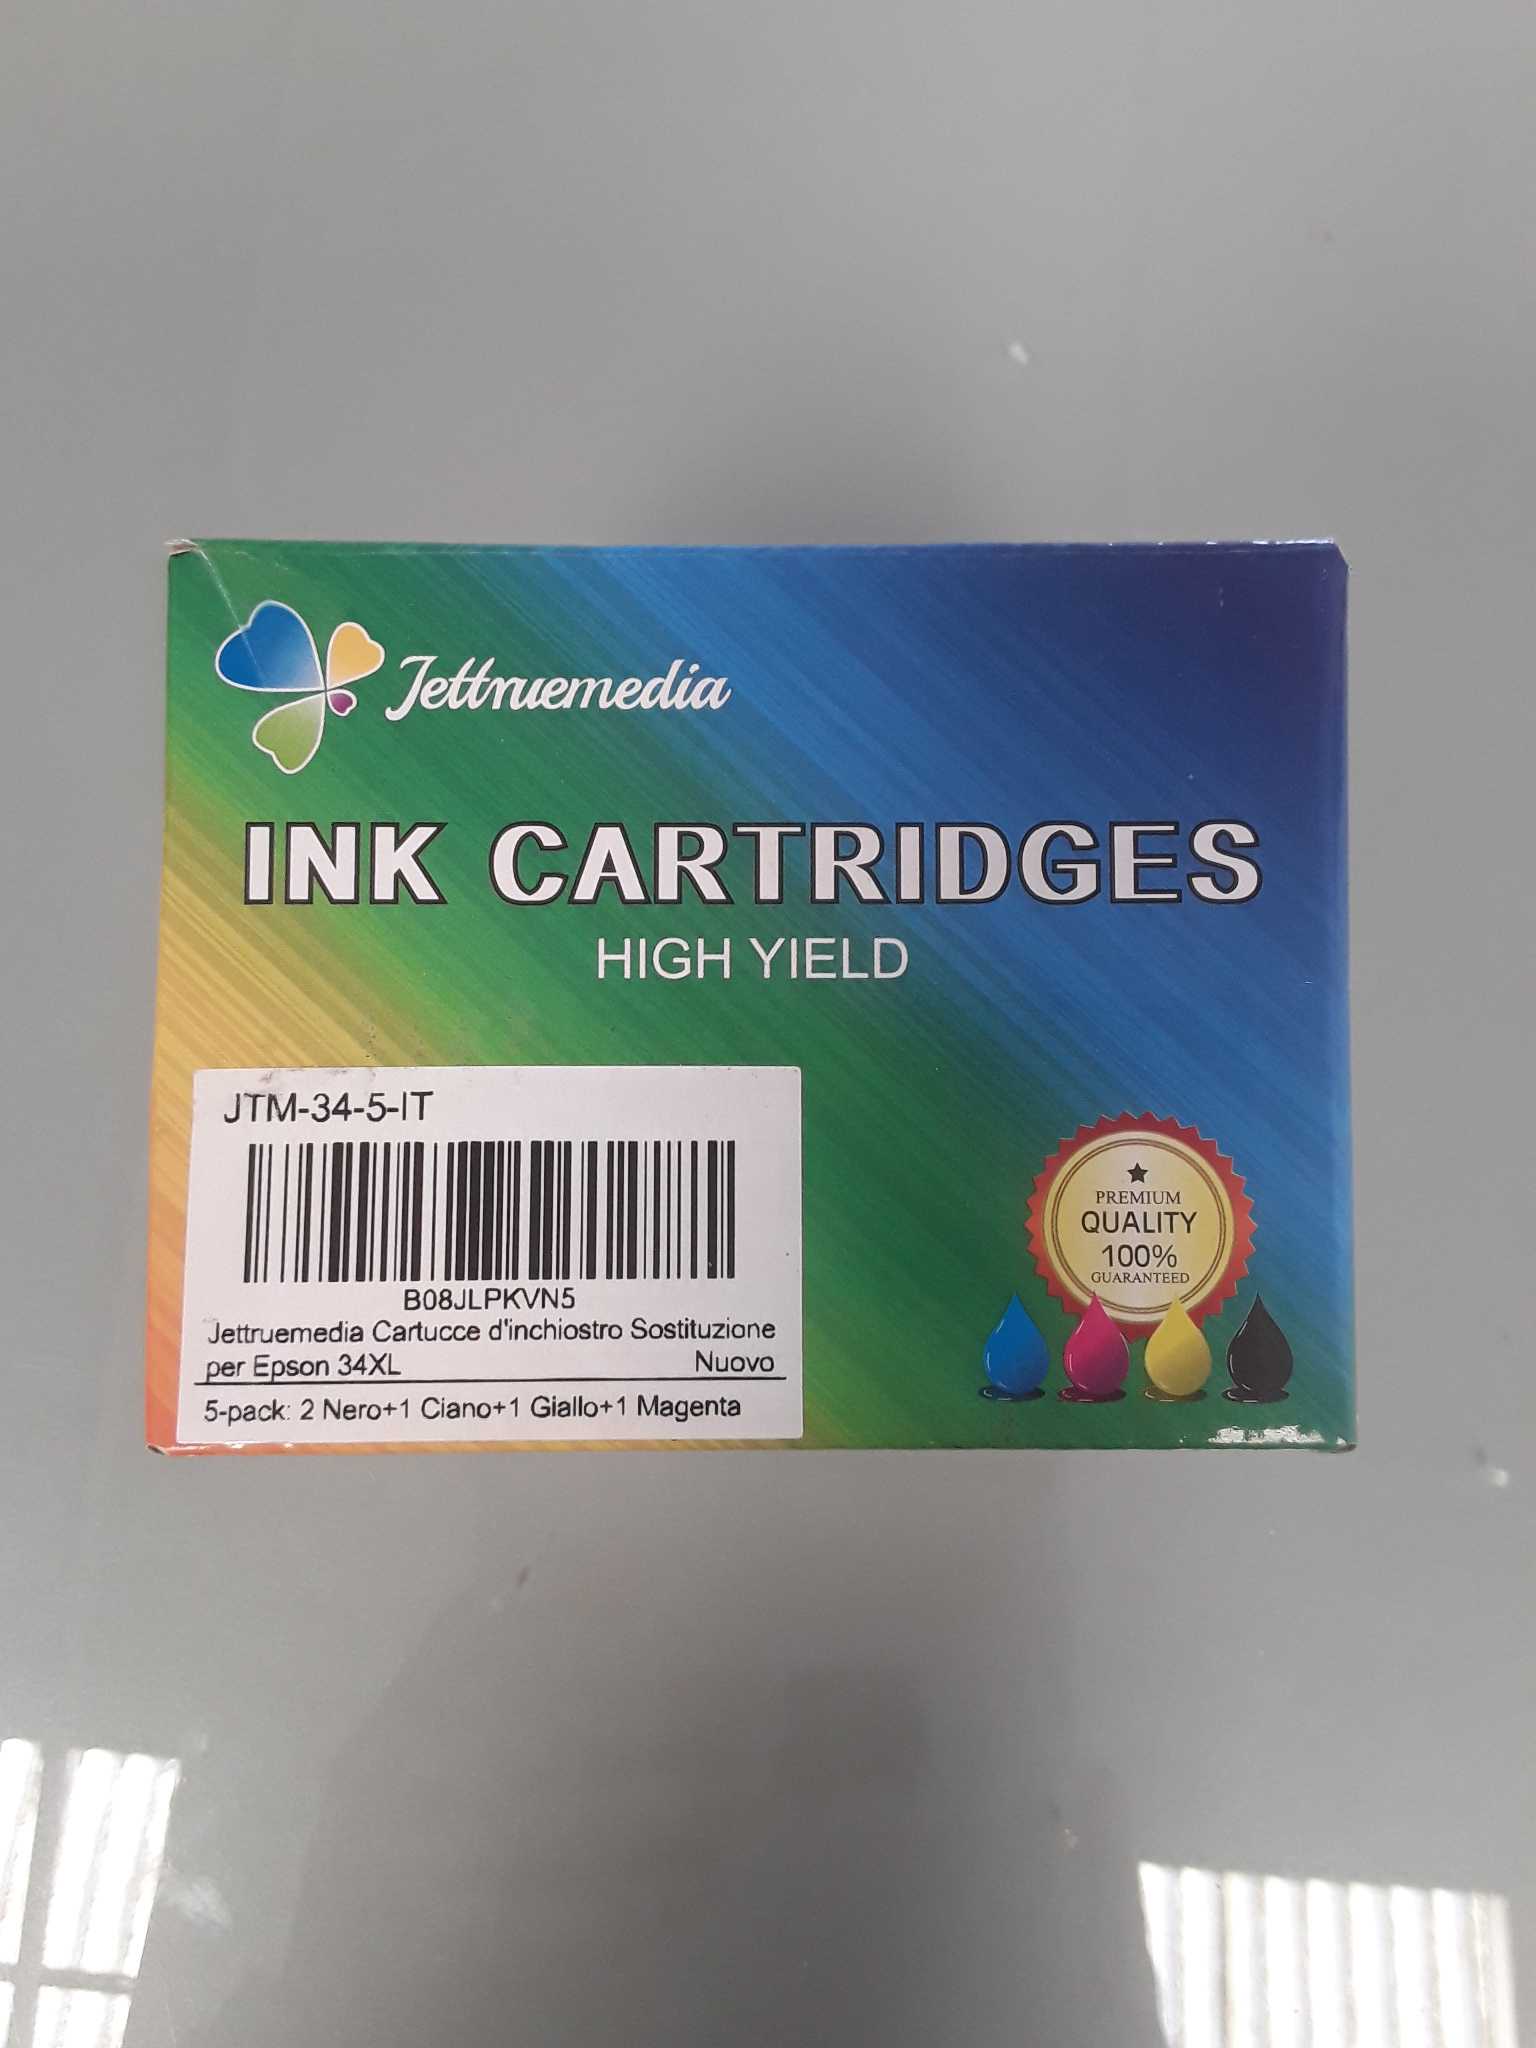 Jettruemedia
INK CARTRIDGES
HIGH YIELD
JTM-34-5-IT
B08JLPKVN5
Jettruemedia Cartucce d'inchiostro Sostituzione
per Epson 34XL Nuovo
5-pack: 2 Nero+1 Ciano+1 Giallo+1 Magenta
PREMIUM
QUALITY
100%
GUARANTEED